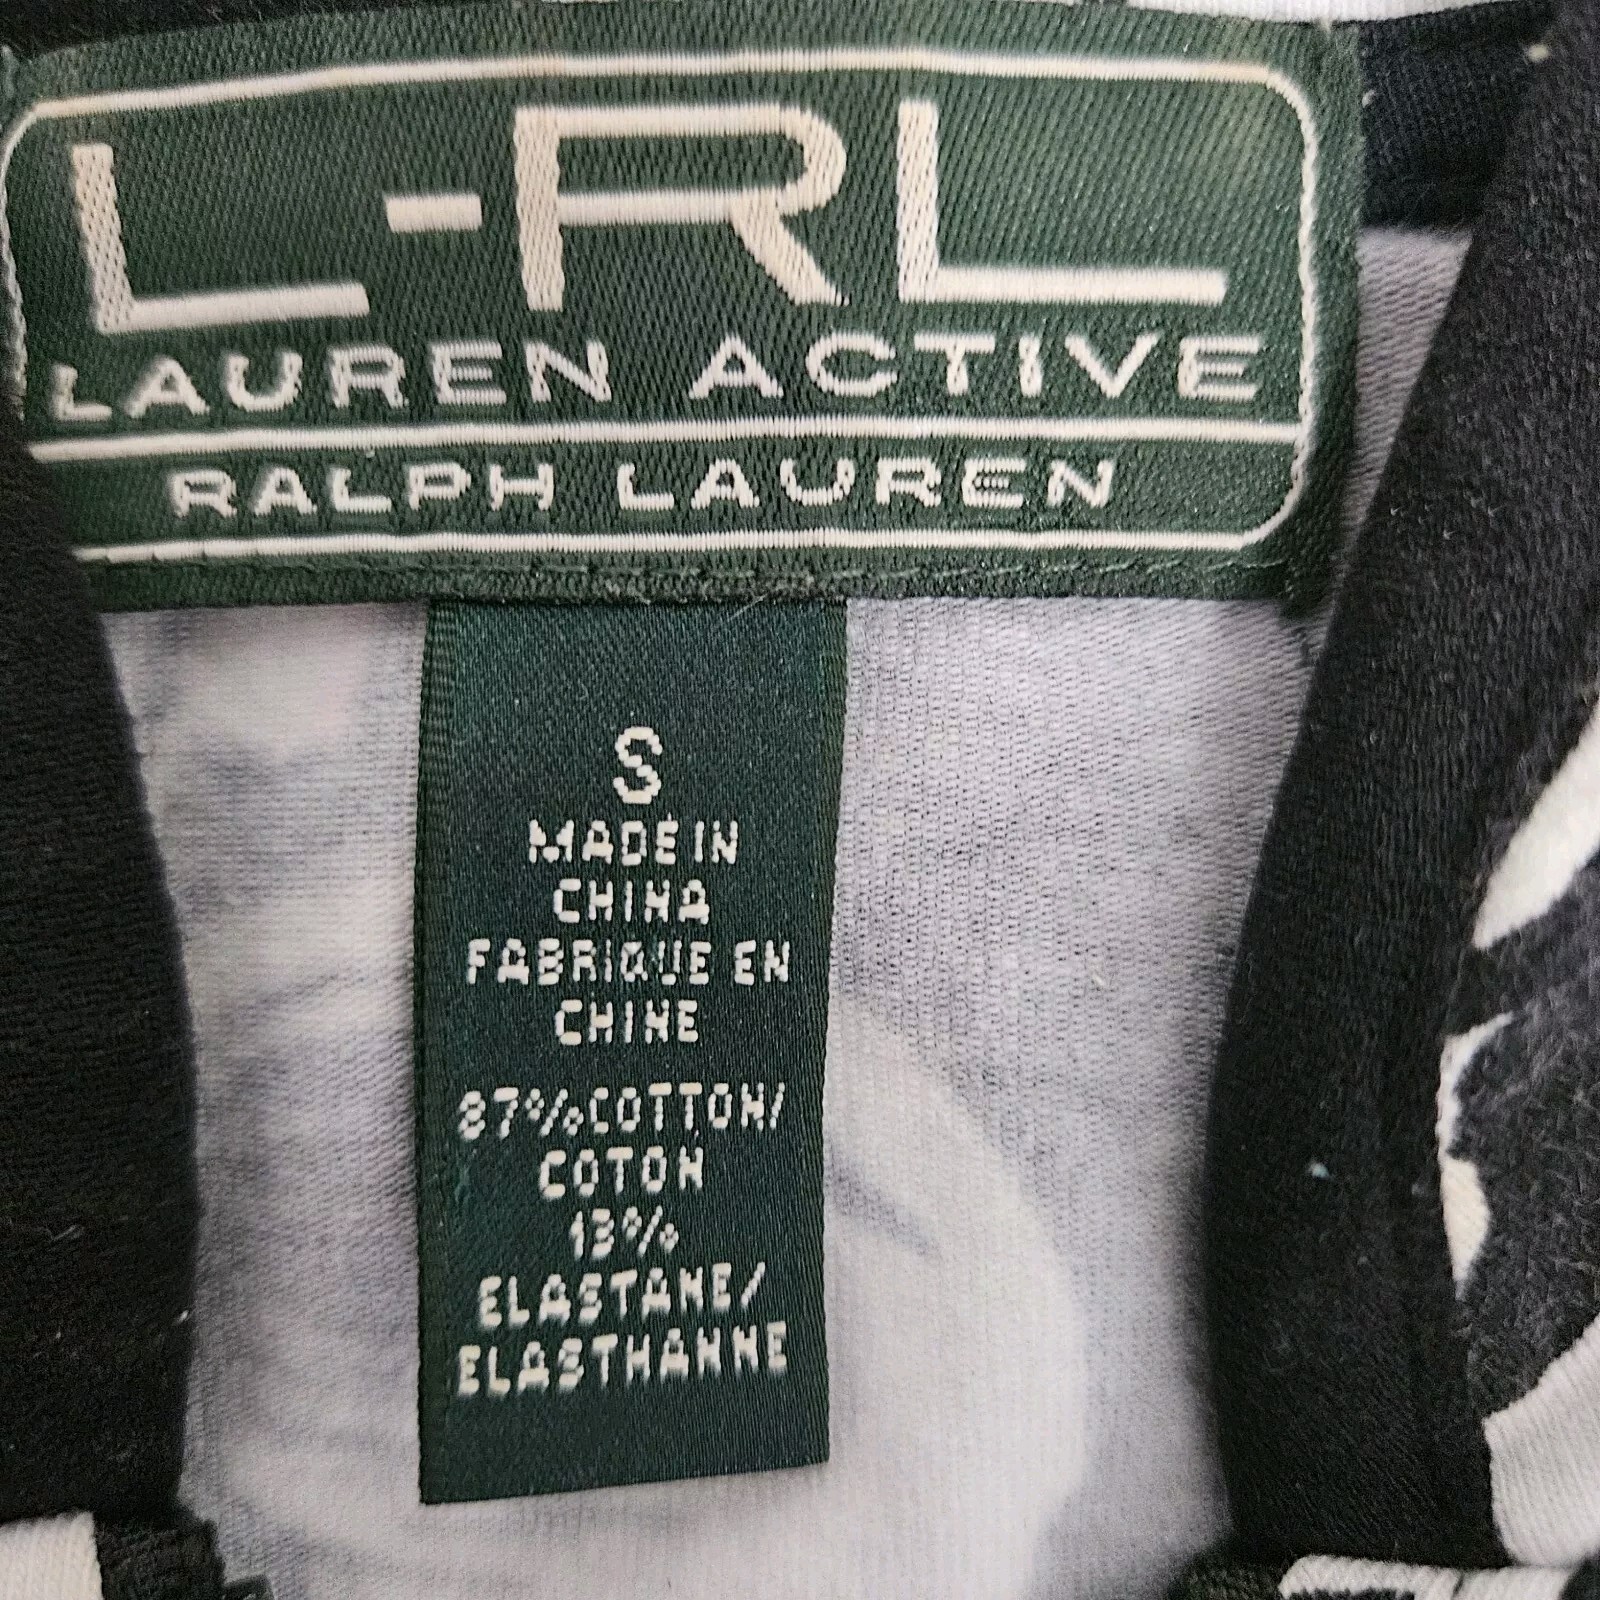 L-RL
LAUREN ACTIVE
RALPH LAUREN
S
MADE IN
CHINA
FABRIQUE EN
CHINE
87% COTTON/
COTON
13%
ELASTANE/
ELASTHANNE